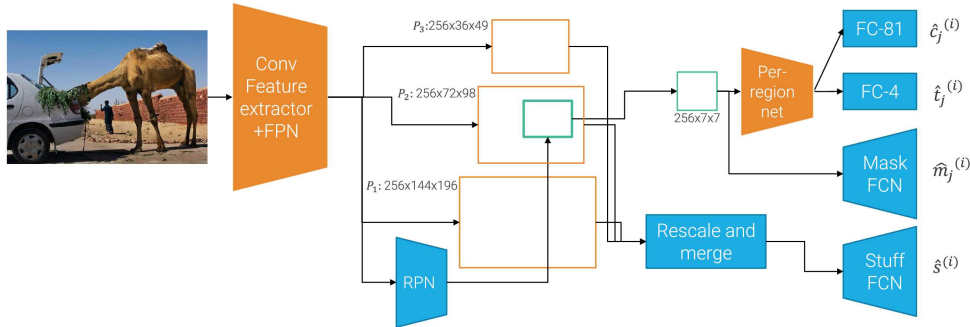 P₃: 256x36x49
Conv
Feature
extractor
+FPN
P₂: 256x72x98
256x7x7
Per-
region
net
FC-81
ĉⱼ⁽ⁱ⁾
FC-4
t̂ⱼ⁽ⁱ⁾
Mask
FCN
m̂ⱼ⁽ⁱ⁾
P₁: 256x144x196
RPN
Rescale and
merge
Stuff
FCN
ŝ⁽ⁱ⁾